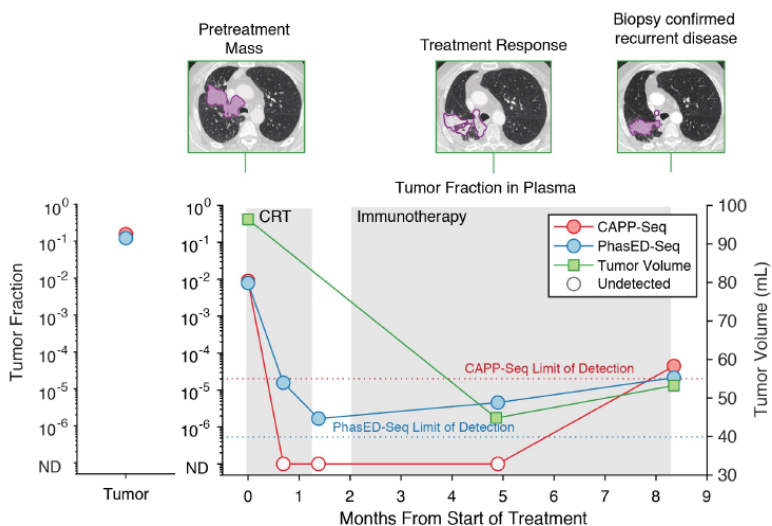 Pretreatment
Mass
Treatment Response
Biopsy confirmed
recurrent disease
Tumor Fraction in Plasma
10^0
10^-1
10^-2
10^-3
10^-4
10^-5
10^-6
ND
Tumor Fraction
Tumor
10^0
10^-1
10^-2
10^-3
10^-4
10^-5
10^-6
ND
CRT
Immunotherapy
CAPP-Seq
PhasED-Seq
Tumor Volume
Undetected
CAPP-Seq Limit of Detection
PhasED-Seq Limit of Detection
100
90
80
70
60
50
40
30
Tumor Volume (mL)
0 1 2 3 4 5 6 7 8 9
Months From Start of Treatment